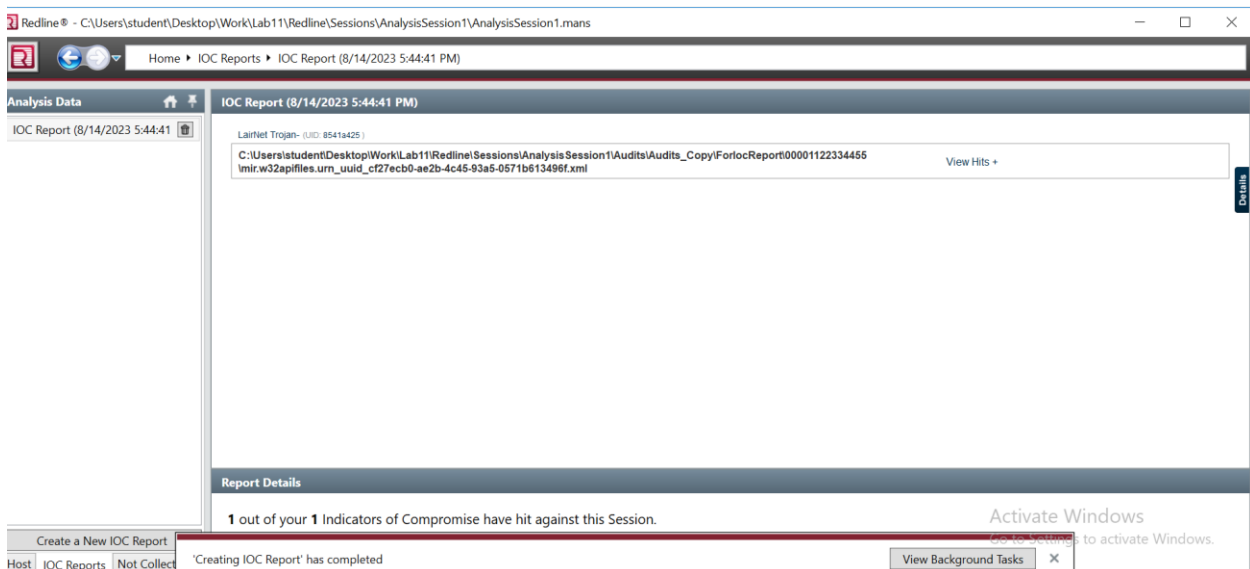 Redline® - C:\Users\student\Desktop\Work\Lab11\Redline\Sessions\AnalysisSession1\AnalysisSession1.mans
Home ▸ IOC Reports ▸ IOC Report (8/14/2023 5:44:41 PM)
Analysis Data
IOC Report (8/14/2023 5:44:41 PM)
IOC Report (8/14/2023 5:44:41
LairNet Trojan- (UID: 8541a425)
C:\Users\student\Desktop\Work\Lab11\Redline\Sessions\AnalysisSession1\Audits\Audits_Copy\ForIocReport\00001122334455
\mir.w32apifiles.urn_uuid_cf27ecb0-ae2b-4c45-93a5-0571b613496f.xml
View Hits +
Details
Report Details
1 out of your 1 Indicators of Compromise have hit against this Session.
Activate Windows
Go to Settings to activate Windows.
Create a New IOC Report
'Creating IOC Report' has completed
View Background Tasks
Host
IOC Reports
Not Collect